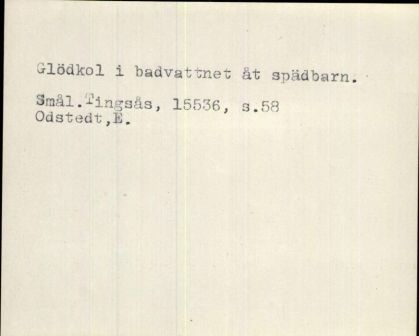 Glödkol i badvattnet åt spädbarn.
Smål.Tingsås, 15536, s.58
Odstedt,E.